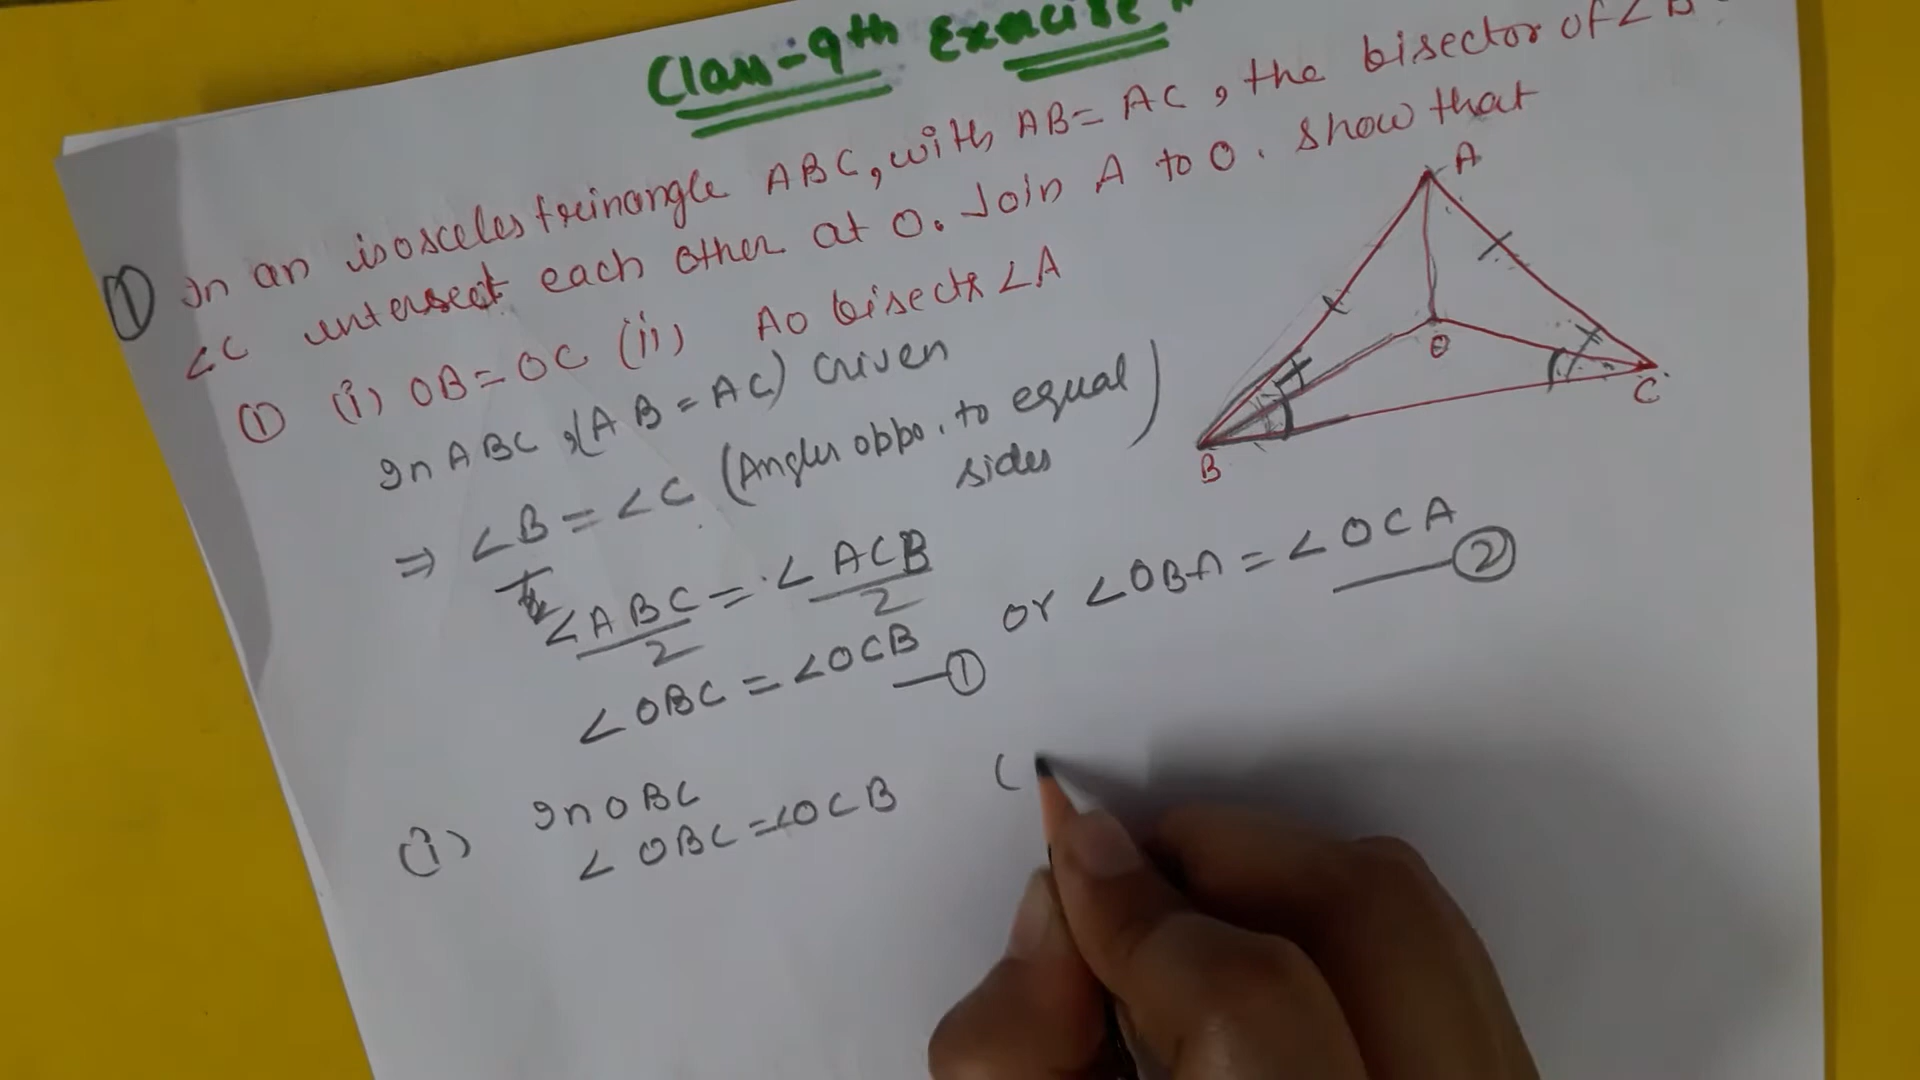 Class-9th Exercise
① In an isosceles treinangle ABC, with AB = AC, the bisector of ∠B
∠C intersect each other at O. Join A to O. Show that
① (i) OB = OC (ii) AO bisects ∠A
In ABC, (AB = AC) Given
⇒ ∠B = ∠C (Angles oppo. to equal sides)
∠ABC/2 = ∠ACB/2
∠OBC = ∠OCB —① or ∠OBA = ∠OCA —②
(i) In OBC
∠OBC = ∠OCB (
A
O
B
C